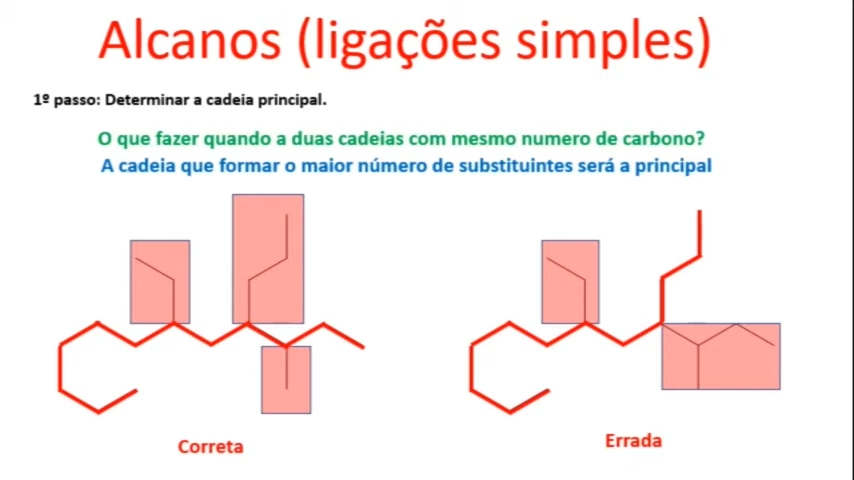 Alcanos (ligações simples)
1º passo: Determinar a cadeia principal.
O que fazer quando a duas cadeias com mesmo numero de carbono?
A cadeia que formar o maior número de substituintes será a principal
Correta
Errada